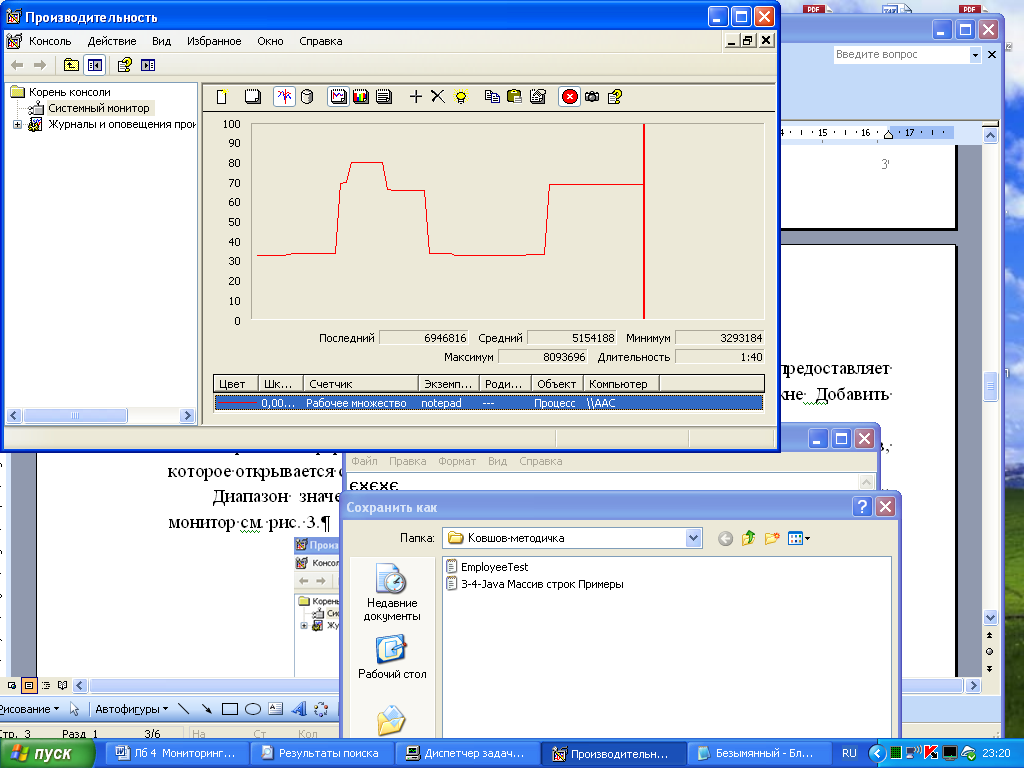 Производительность
Консоль Действие Вид Избранное Окно Справка
Введите вопрос
Корень консоли
Системный монитор
Журналы и оповещения прои
100
90
80
70
60
50
40
30
20
10
0
Последний 6946816 Средний 5154188 Минимум 3293184
Максимум 8093696 Длительность 1:40
Цвет Шк... Счетчик Экземп... Роди... Объект Компьютер
0,00... Рабочее множество notepad --- Процесс \\AAC
15 16 17
PDF
PDF
3
предоставляет
Добавить
которое открывается с
Диапазон значе
монитор см. рис. 3.¶
Произ
Консол
Корень
Сис
Жу
Файл Правка Формат Вид Справка
єхєхє
Сохранить как
Папка: Ковшов-методичка
EmployeeTest
3-4-Java Массив строк Примеры
Недавние
документы
Рабочий стол
Рисование Автофигуры
Стр. 3 Разд 1 3/6 На Ст Кол
пуск
Лб 4 Мониторинг...
Результаты поиска
Диспетчер задач...
Производительн...
Безымянный - Бл...
RU
23:20